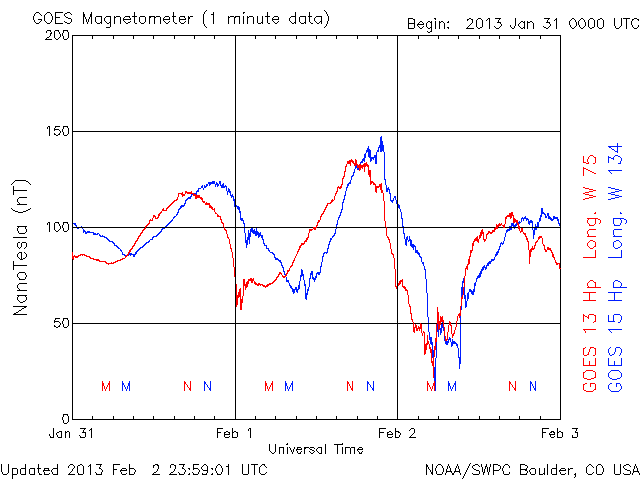 GOES Magnetometer (1 minute data)
Begin: 2013 Jan 31 0000 UTC
200
150
100
50
0
NanoTesla (nT)
M M N N M M N N M M N N
Jan 31 Feb 1 Feb 2 Feb 3
Universal Time
GOES 13 Hp Long. W 75
GOES 15 Hp Long. W 134
Updated 2013 Feb 2 23:59:01 UTC
NOAA/SWPC Boulder, CO USA